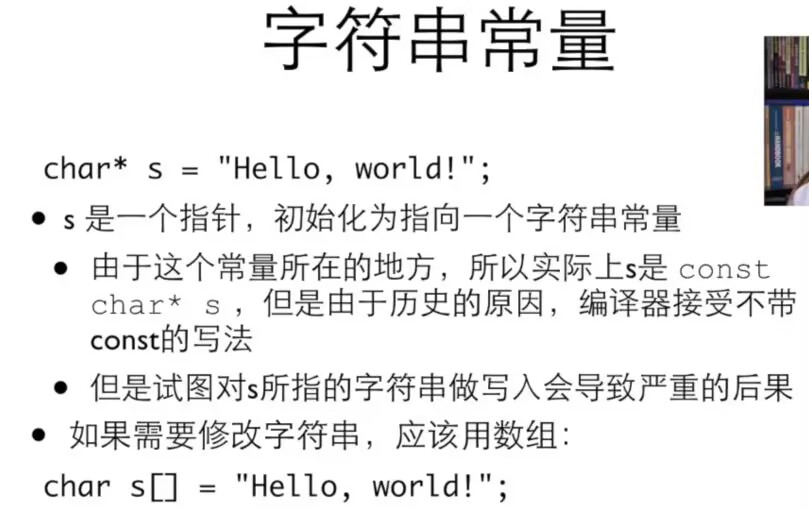 字符串常量
char* s = "Hello, world!";
• s 是一个指针，初始化为指向一个字符串常量
• 由于这个常量所在的地方，所以实际上s是 const
char* s ，但是由于历史的原因，编译器接受不带
const的写法
• 但是试图对s所指的字符串做写入会导致严重的后果
• 如果需要修改字符串，应该用数组：
char s[] = "Hello, world!";
HANDBOOK